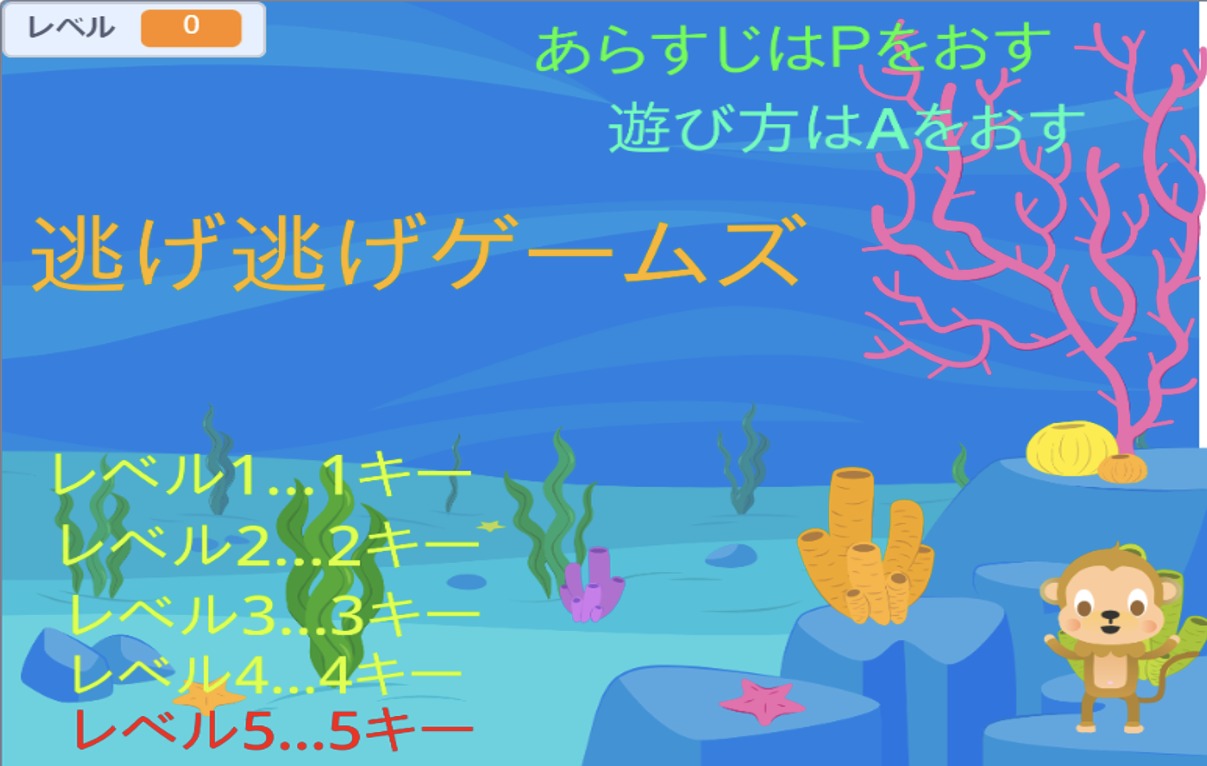 レベル 0
あらすじはPをおす
遊び方はAをおす
逃げ逃げゲームズ
レベル1...1キー
レベル2...2キー
レベル3...3キー
レベル4...4キー
レベル5...5キー